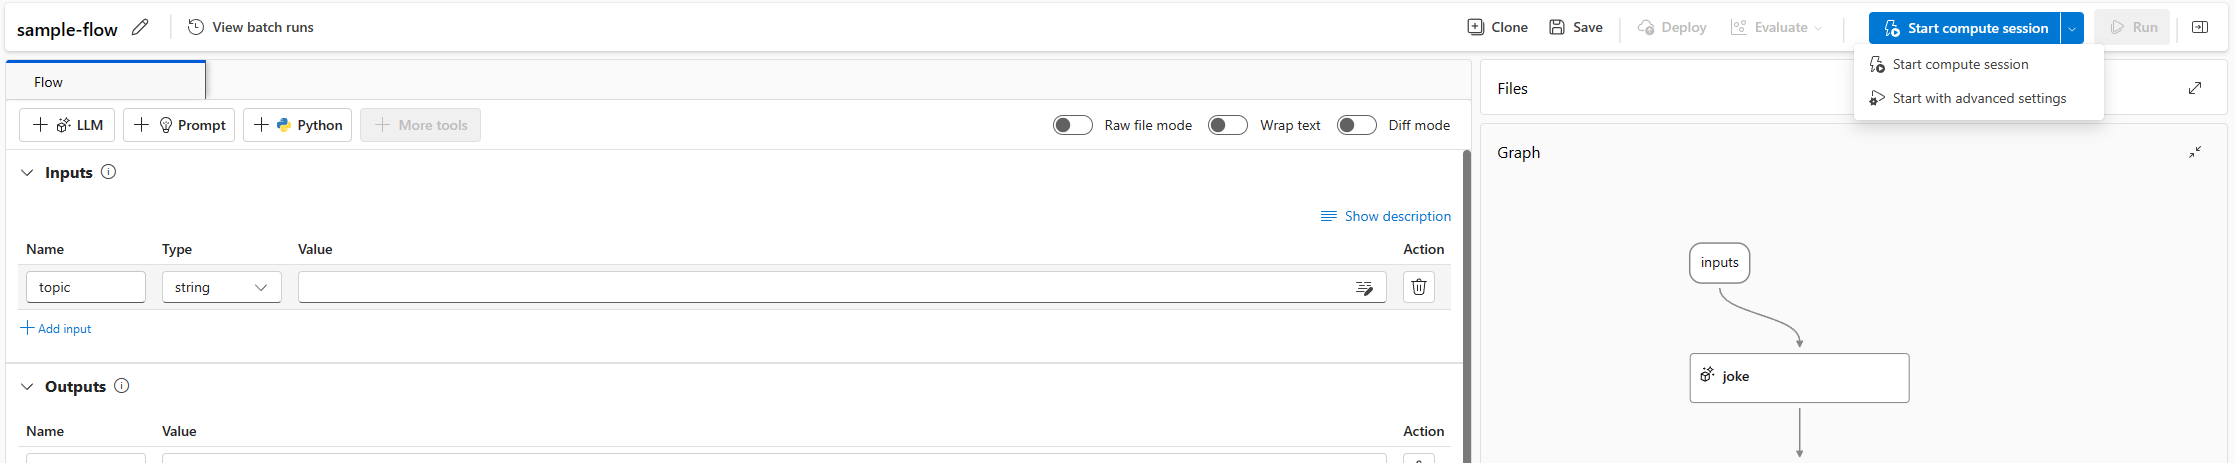 sample-flow
View batch runs
Clone
Save
Deploy
Evaluate
Start compute session
Run
Start compute session
Start with advanced settings
Flow
LLM
Prompt
Python
More tools
Raw file mode
Wrap text
Diff mode
Inputs
Show description
Name Type Value Action
topic string
Add input
Outputs
Name Value Action
Files
Graph
inputs
joke